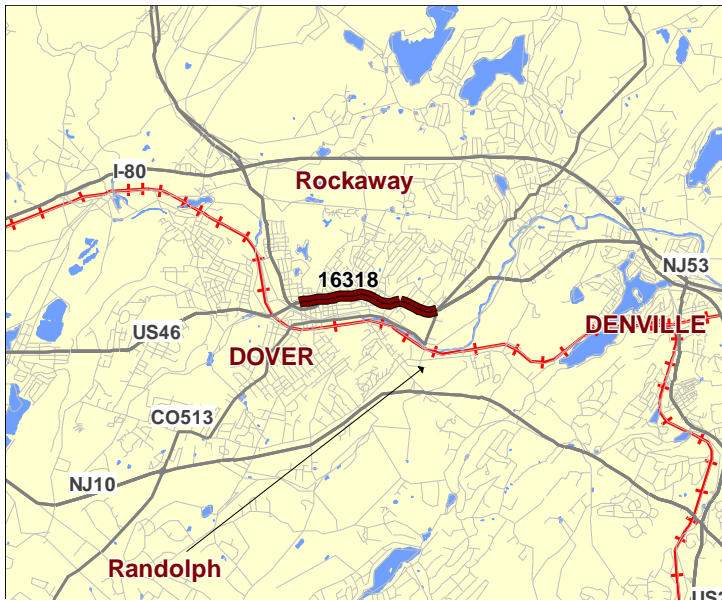 I-80
Rockaway
16318
NJ53
US46
DENVILLE
DOVER
CO513
NJ10
Randolph